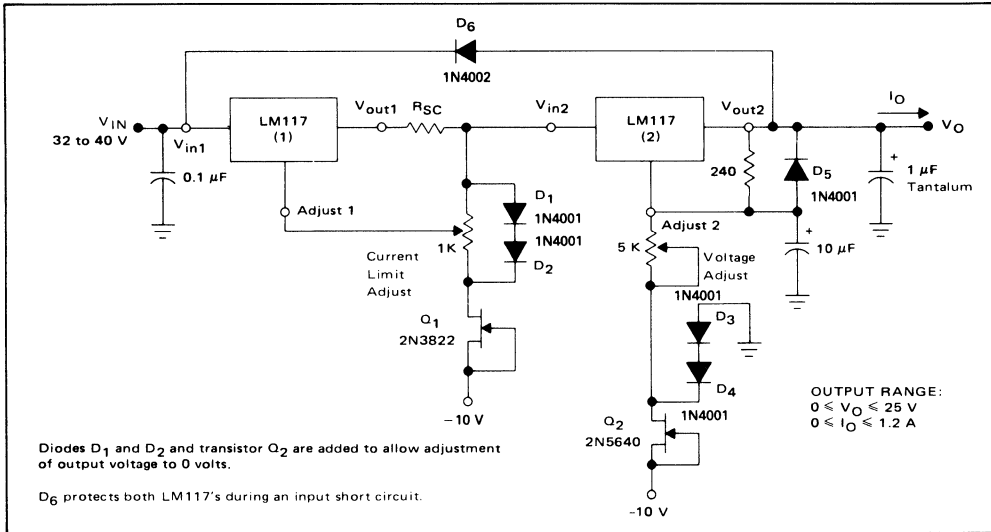 D6
1N4002
VIN
32 to 40 V
Vin1
0.1 μF
LM117
(1)
Vout1
RSC
Vin2
LM117
(2)
Vout2
IO
VO
240
D5
1N4001
+
1 μF
Tantalum
Adjust 1
Current
Limit
Adjust
1K
D1
1N4001
1N4001
D2
Q1
2N3822
-10 V
Adjust 2
5 K
Voltage
Adjust
+
10 μF
1N4001
D3
D4
1N4001
Q2
2N5640
-10 V
OUTPUT RANGE:
0 ≤ VO ≤ 25 V
0 ≤ IO ≤ 1.2 A
Diodes D1 and D2 and transistor Q2 are added to allow adjustment
of output voltage to 0 volts.
D6 protects both LM117's during an input short circuit.